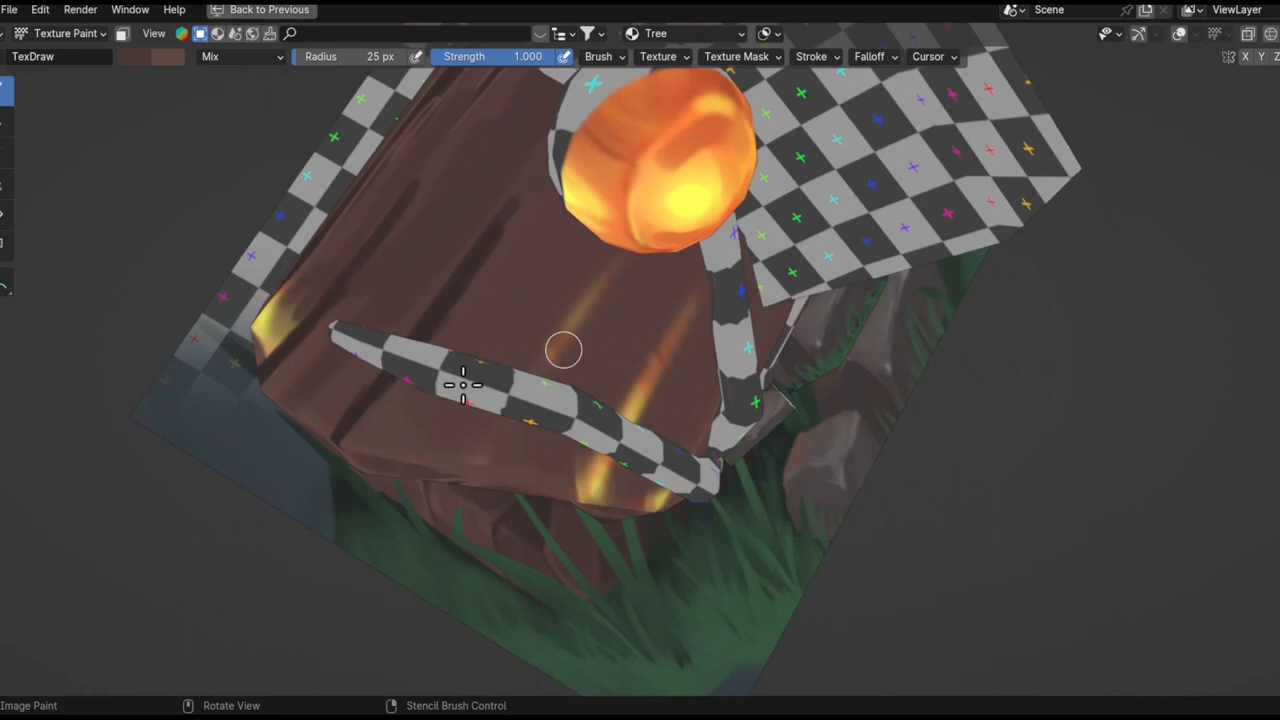 File Edit Render Window Help Back to Previous Scene ViewLayer
Texture Paint View Tree
TexDraw Mix Radius 25 px Strength 1.000 Brush Texture Texture Mask Stroke Falloff Cursor X Y Z
Image Paint Rotate View Stencil Brush Control